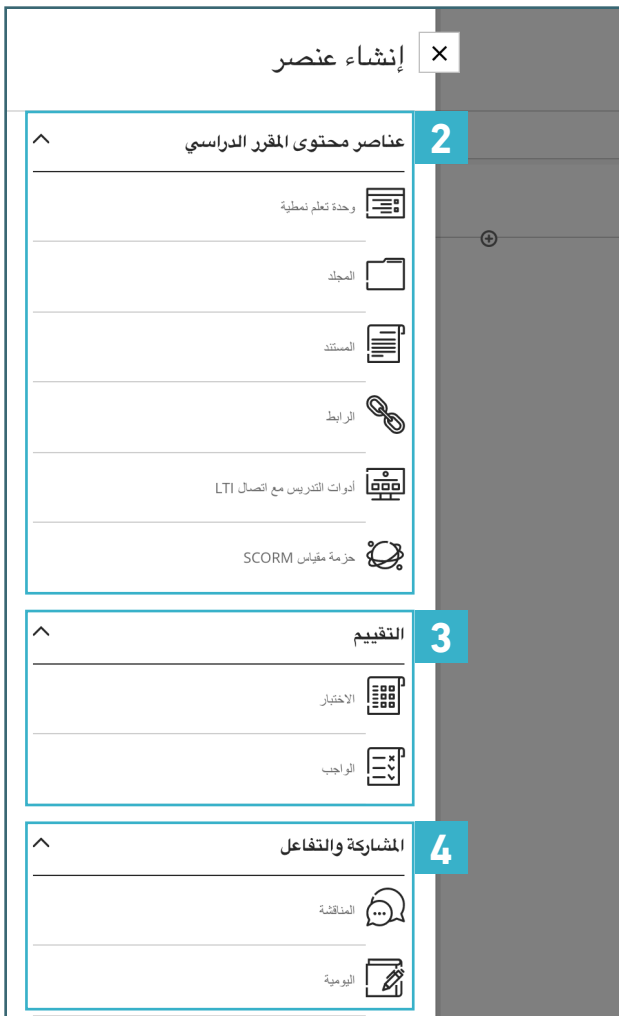 إنشاء عنصر
2
عناصر محتوى المقرر الدراسي
وحدة تعلم نمطية
المجلد
المستند
الرابط
أدوات التدريس مع اتصال LTI
حزمة مقياس SCORM
3
التقييم
الاختبار
الواجب
4
المشاركة والتفاعل
المناقشة
اليومية